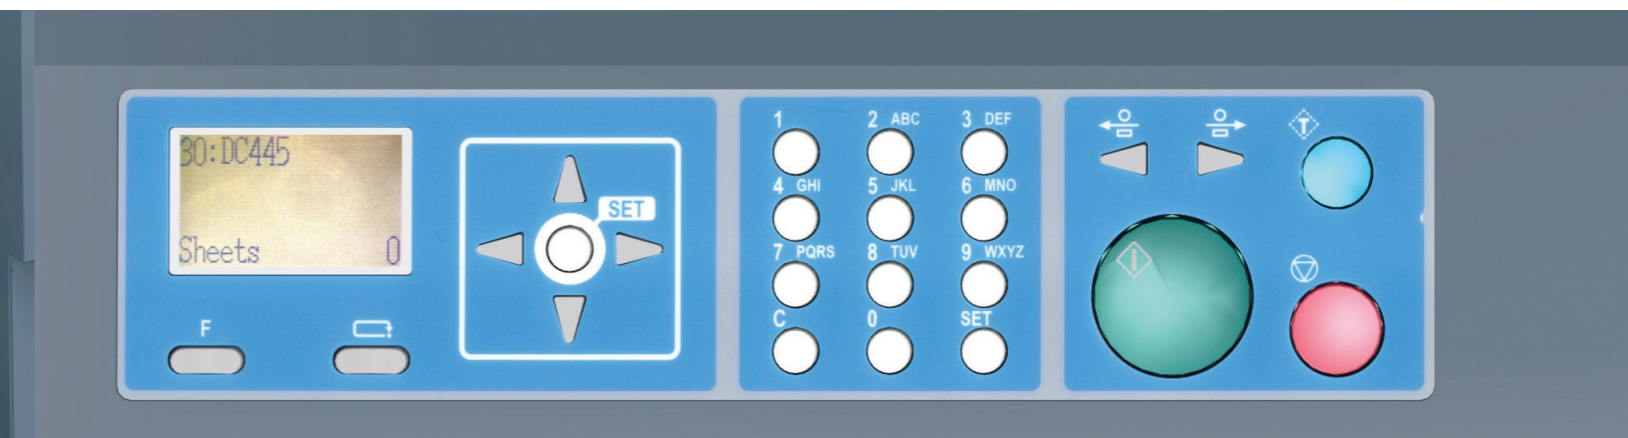 30:DC445
Sheets 0
F
SET
1
2 ABC
3 DEF
4 GHI
5 JKL
6 MNO
7 PQRS
8 TUV
9 WXYZ
C
0
SET
T